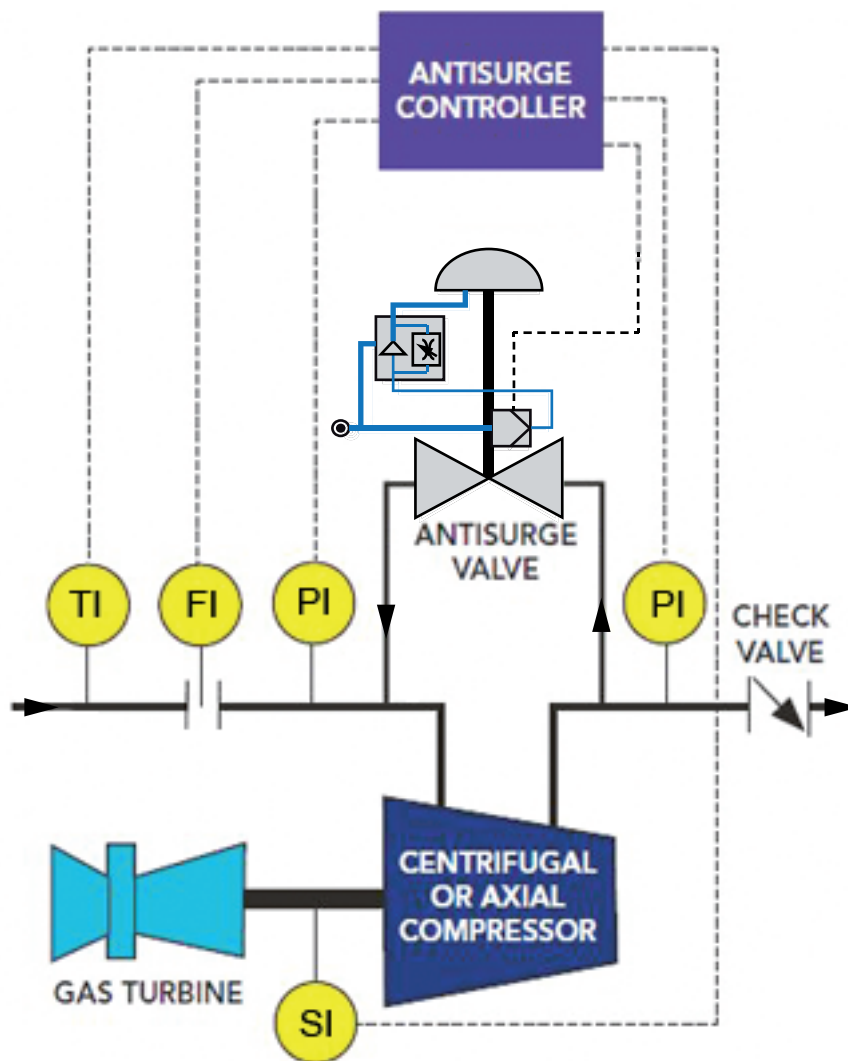 ANTISURGE
CONTROLLER
ANTISURGE
VALVE
TI
FI
PI
PI
CHECK
VALVE
CENTRIFUGAL
OR AXIAL
COMPRESSOR
GAS TURBINE
SI